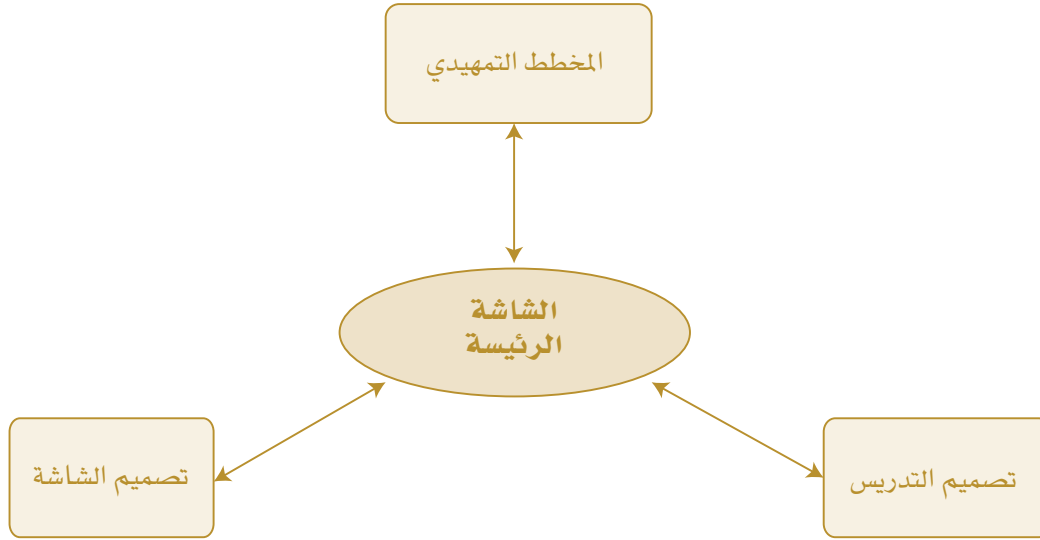 المخطط التمهيدي
الشاشة
الرئيسة
تصميم التدريس
تصميم الشاشة